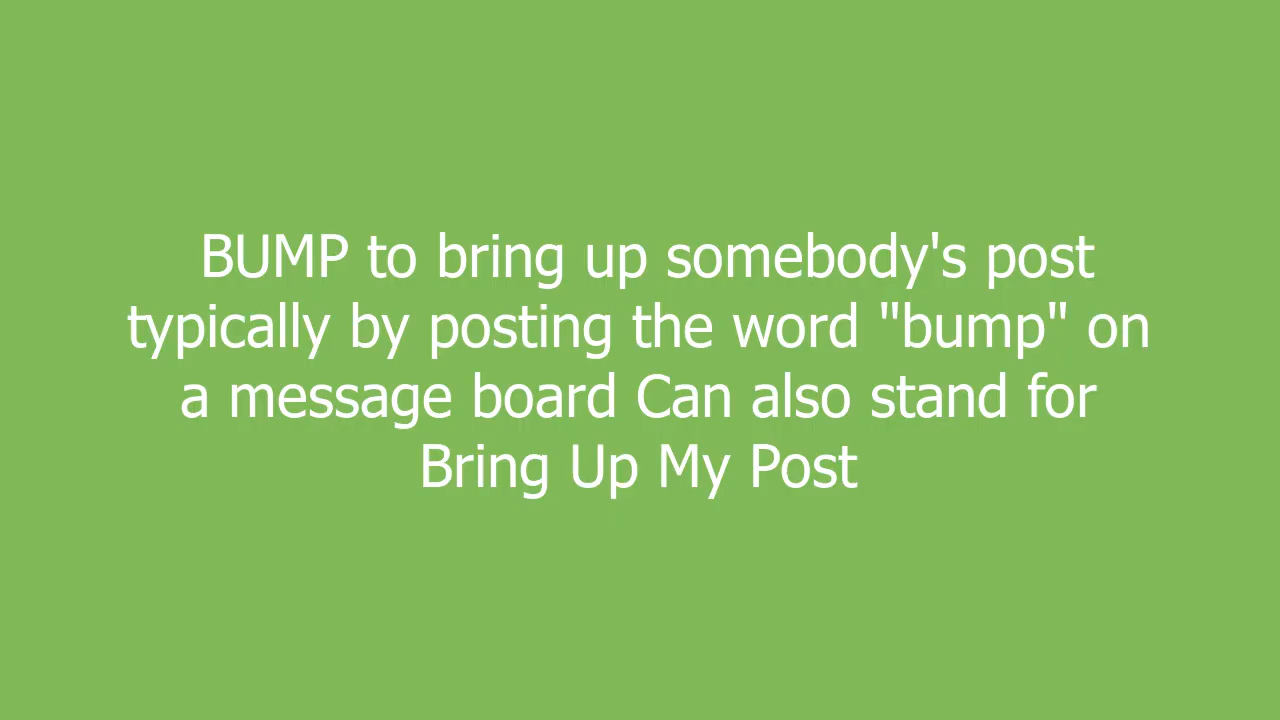 BUMP to bring up somebody's post
typically by posting the word "bump" on
a message board Can also stand for
Bring Up My Post